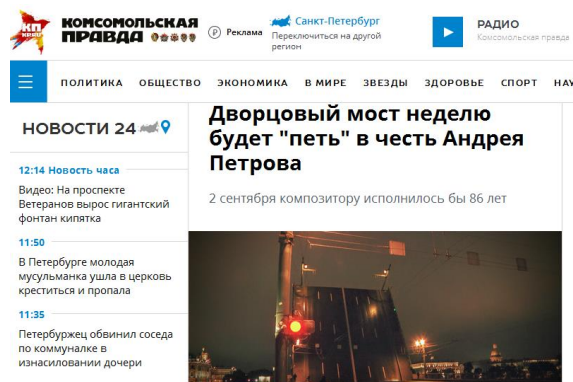 КП
КОМСОМОЛЬСКАЯ
ПРАВДА
Р Реклама
Санкт-Петербург
Переключиться на другой
регион
РАДИО
Комсомольская правда
ПОЛИТИКА ОБЩЕСТВО ЭКОНОМИКА В МИРЕ ЗВЕЗДЫ ЗДОРОВЬЕ СПОРТ НАУ
НОВОСТИ 24
12:14 Новость часа
Видео: На проспекте
Ветеранов вырос гигантский
фонтан кипятка
11:50
В Петербурге молодая
мусульманка ушла в церковь
креститься и пропала
11:35
Петербуржец обвинил соседа
по коммуналке в
изнасиловании дочери
Дворцовый мост неделю
будет "петь" в честь Андрея
Петрова
2 сентября композитору исполнилось бы 86 лет